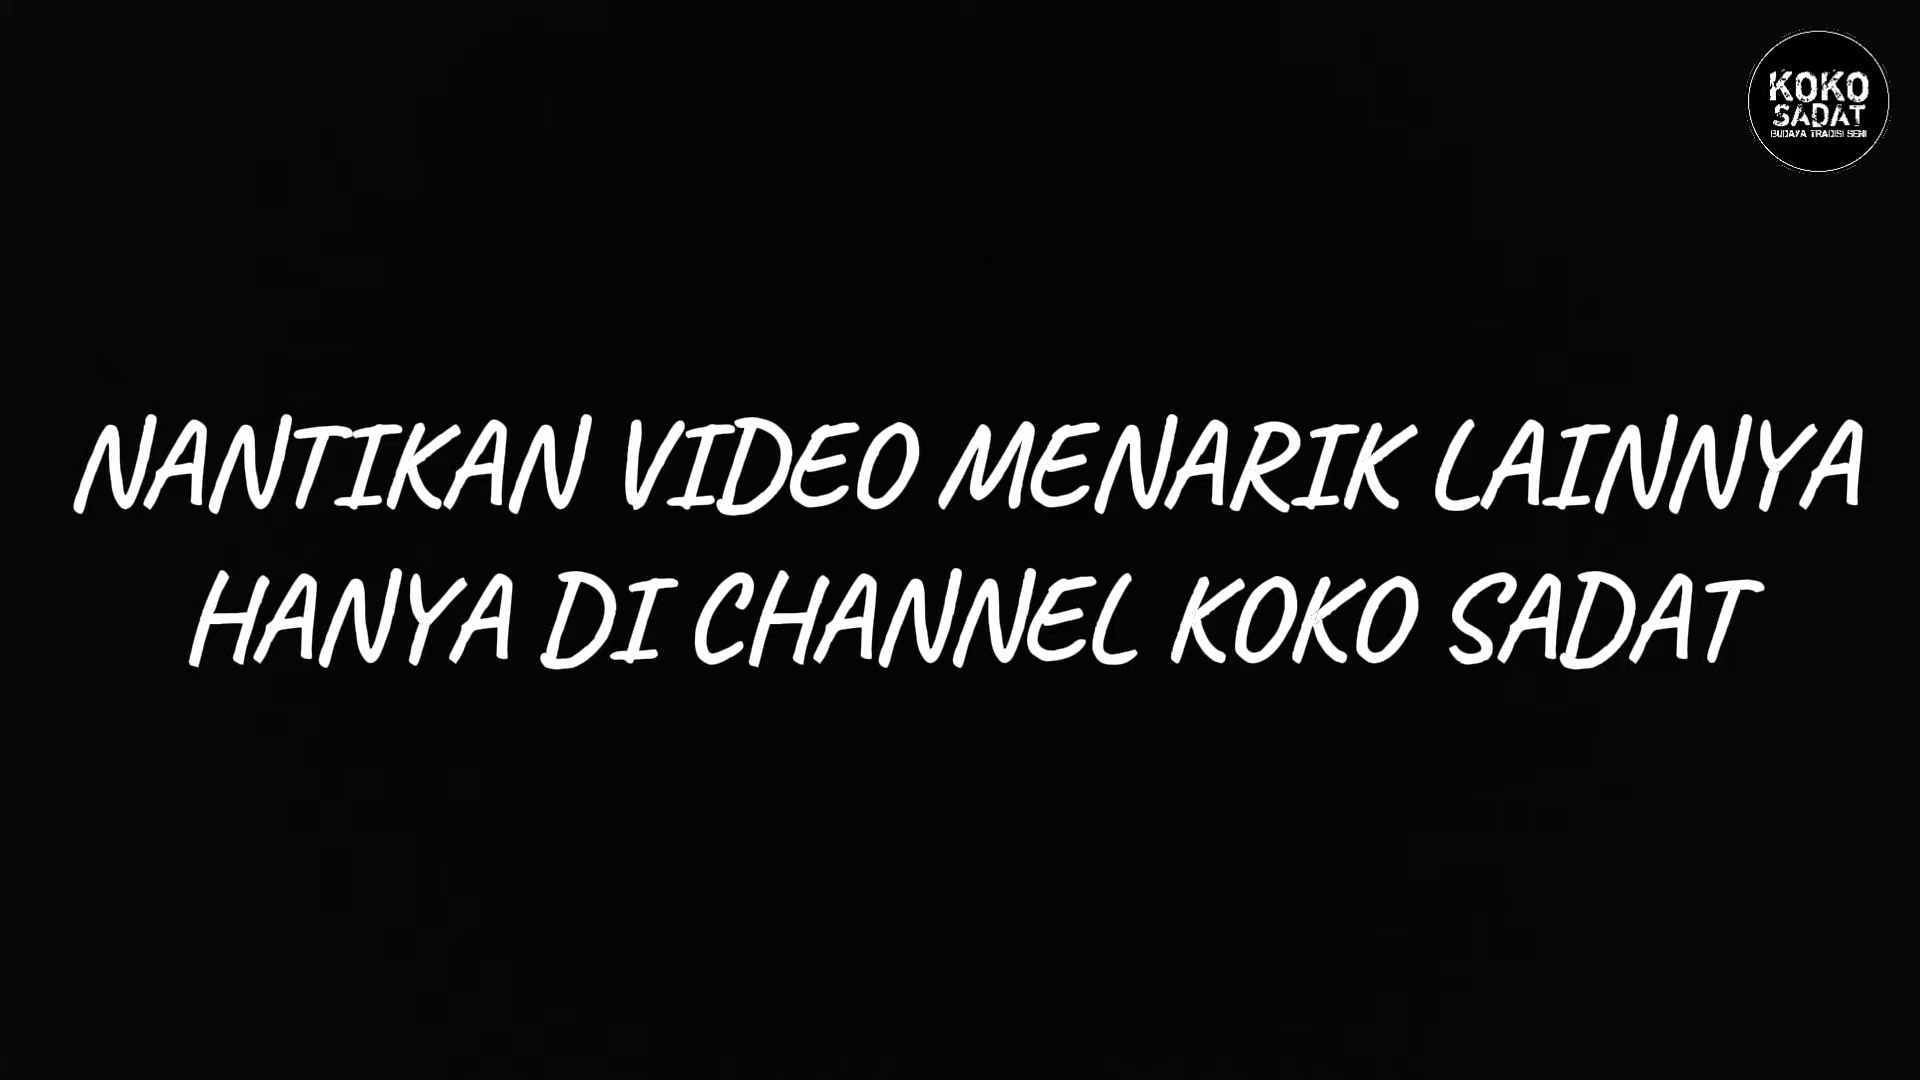 KOKO
SADAT
BUDAYA TRADISI SENI
NANTIKAN VIDEO MENARIK LAINNYA
HANYA DI CHANNEL KOKO SADAT